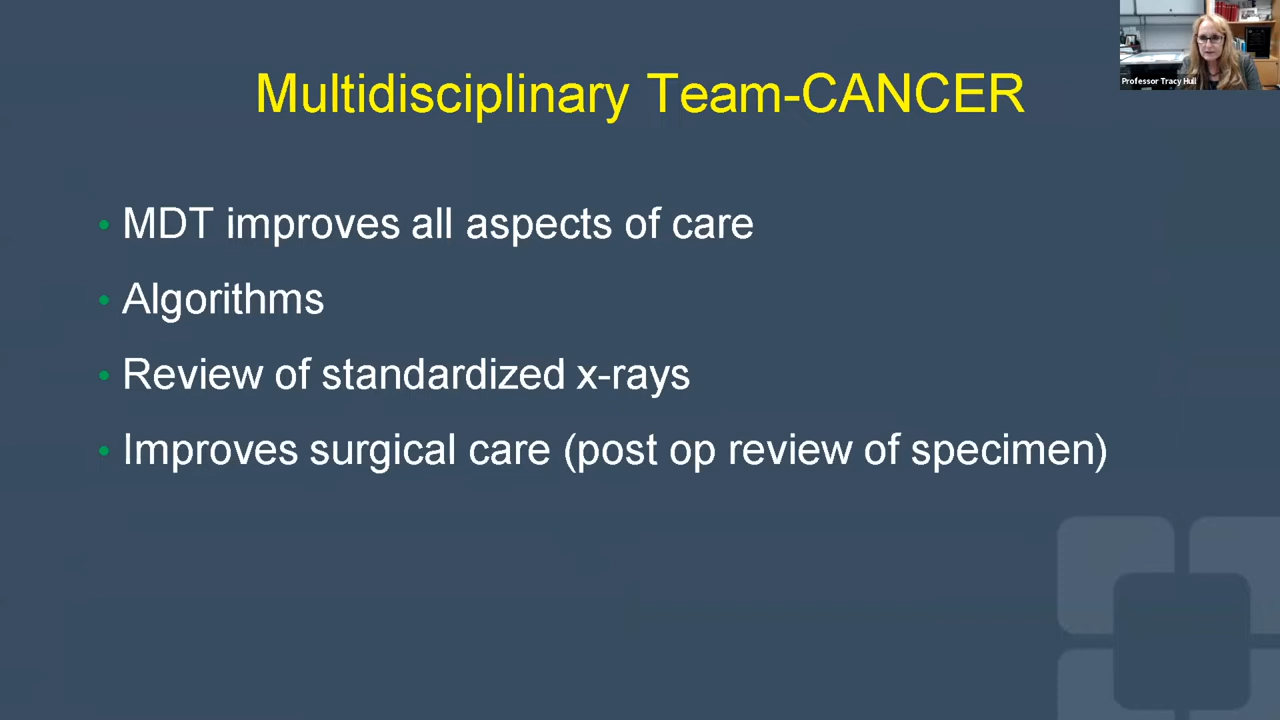 Multidisciplinary Team-CANCER
Professor Tracy Hull
• MDT improves all aspects of care
• Algorithms
• Review of standardized x-rays
• Improves surgical care (post op review of specimen)